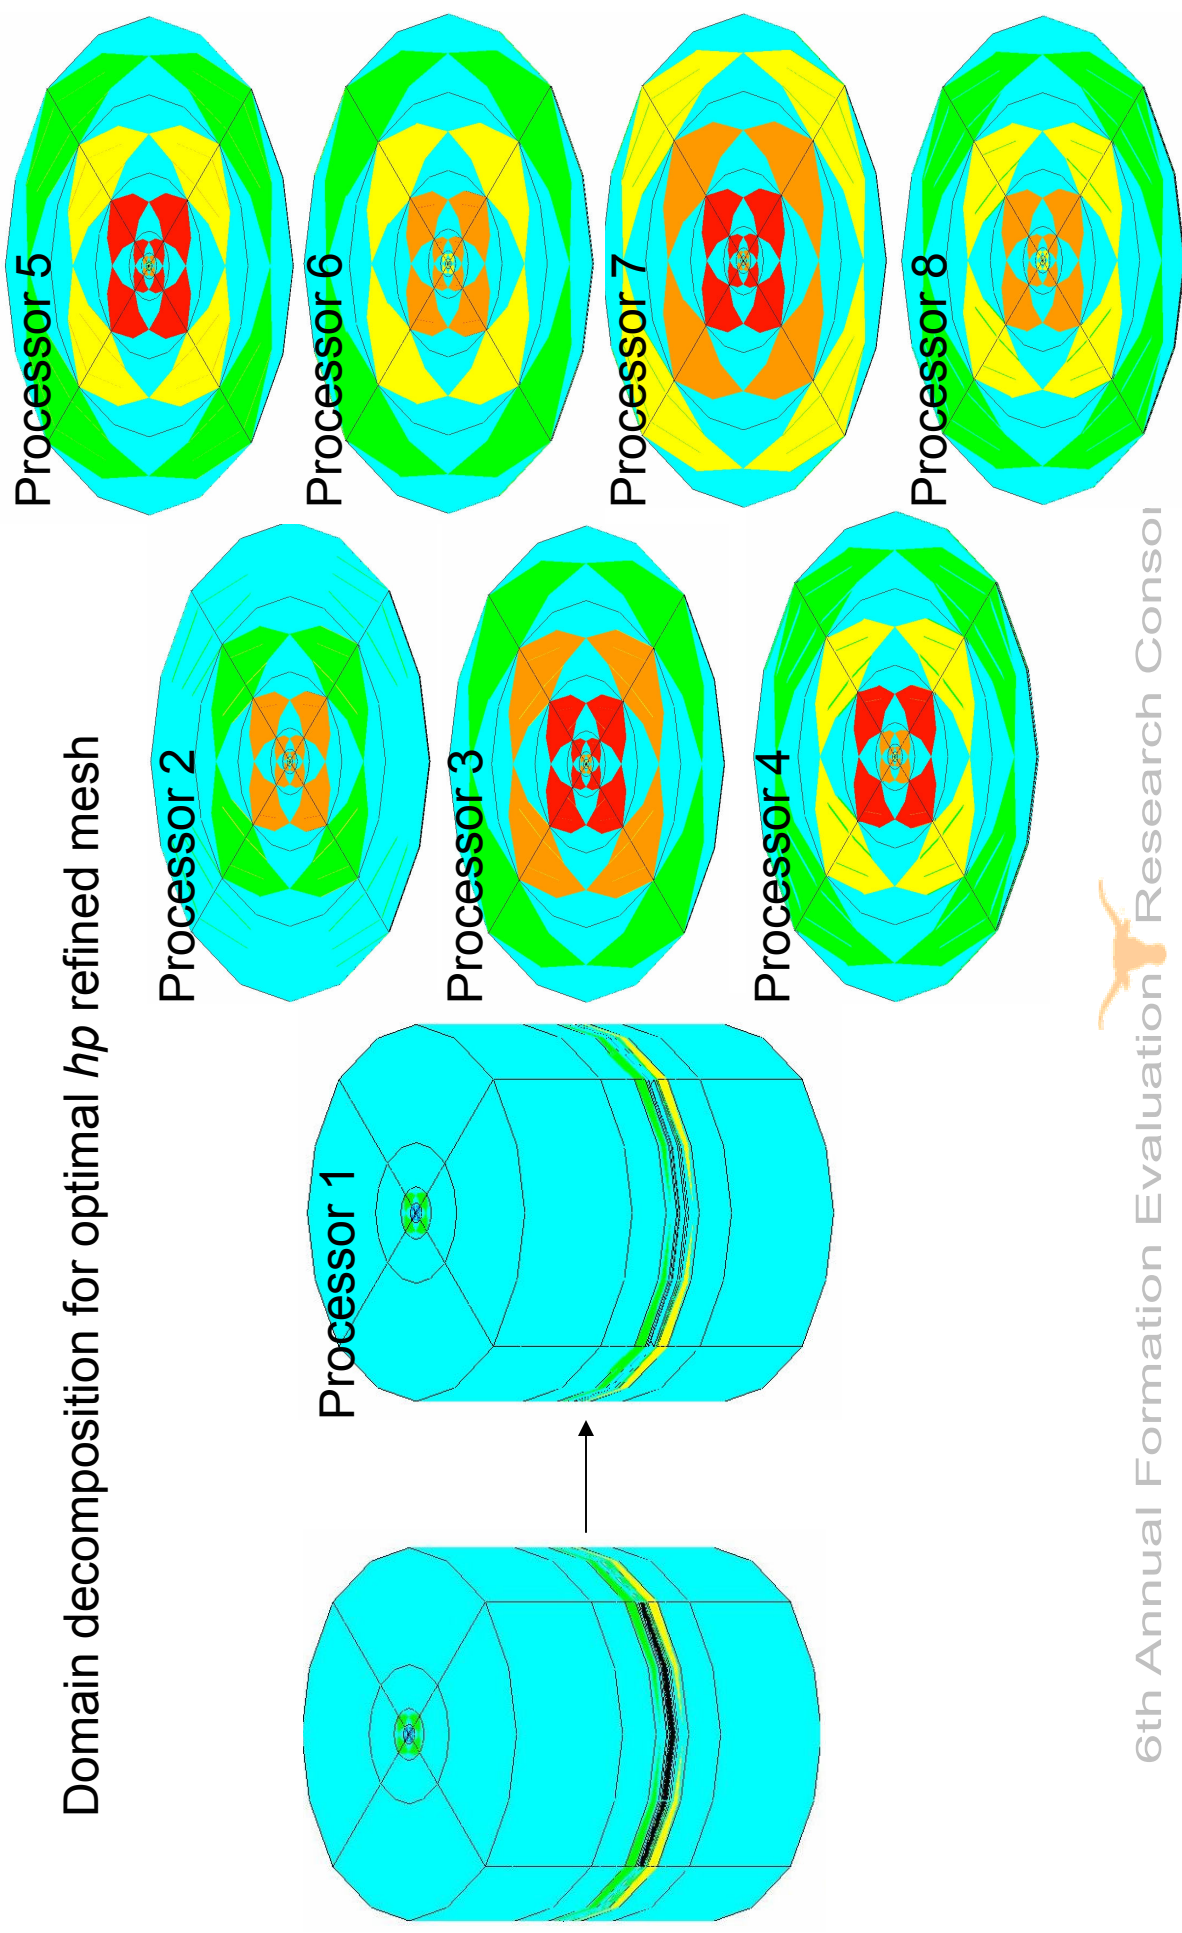 Domain decomposition for optimal hp refined mesh
Processor 1
Processor 2
Processor 3
Processor 4
Processor 5
Processor 6
Processor 7
Processor 8
6th Annual Formation Evaluation Research Consor